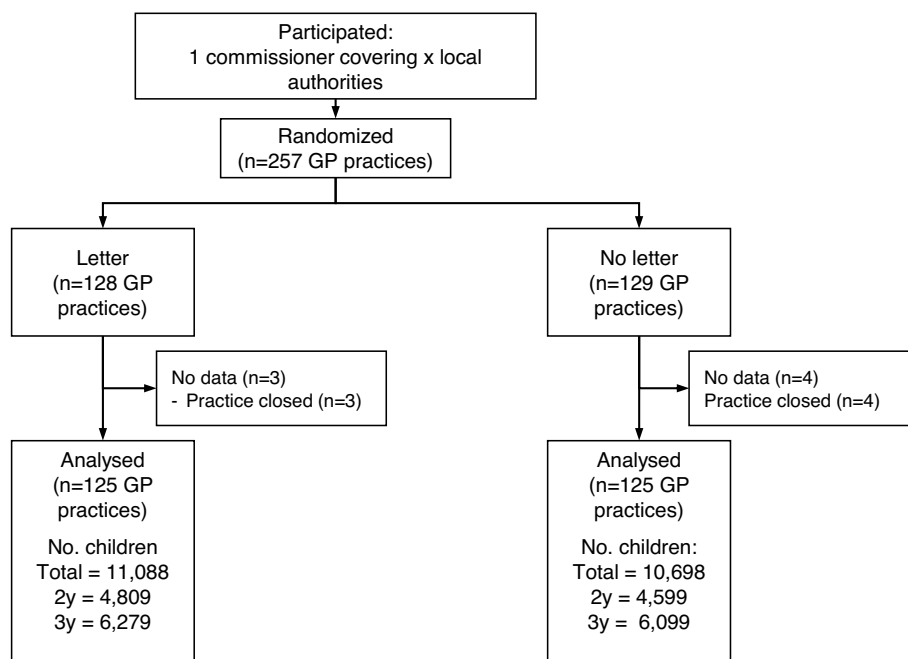 Participated:
1 commissioner covering x local
authorities
Randomized
(n=257 GP practices)
Letter
(n=128 GP
practices)
No letter
(n=129 GP
practices)
No data (n=3)
- Practice closed (n=3)
No data (n=4)
Practice closed (n=4)
Analysed
(n=125 GP
practices)
No. children
Total = 11,088
2y = 4,809
3y = 6,279
Analysed
(n=125 GP
practices)
No. children:
Total = 10,698
2y = 4,599
3y = 6,099